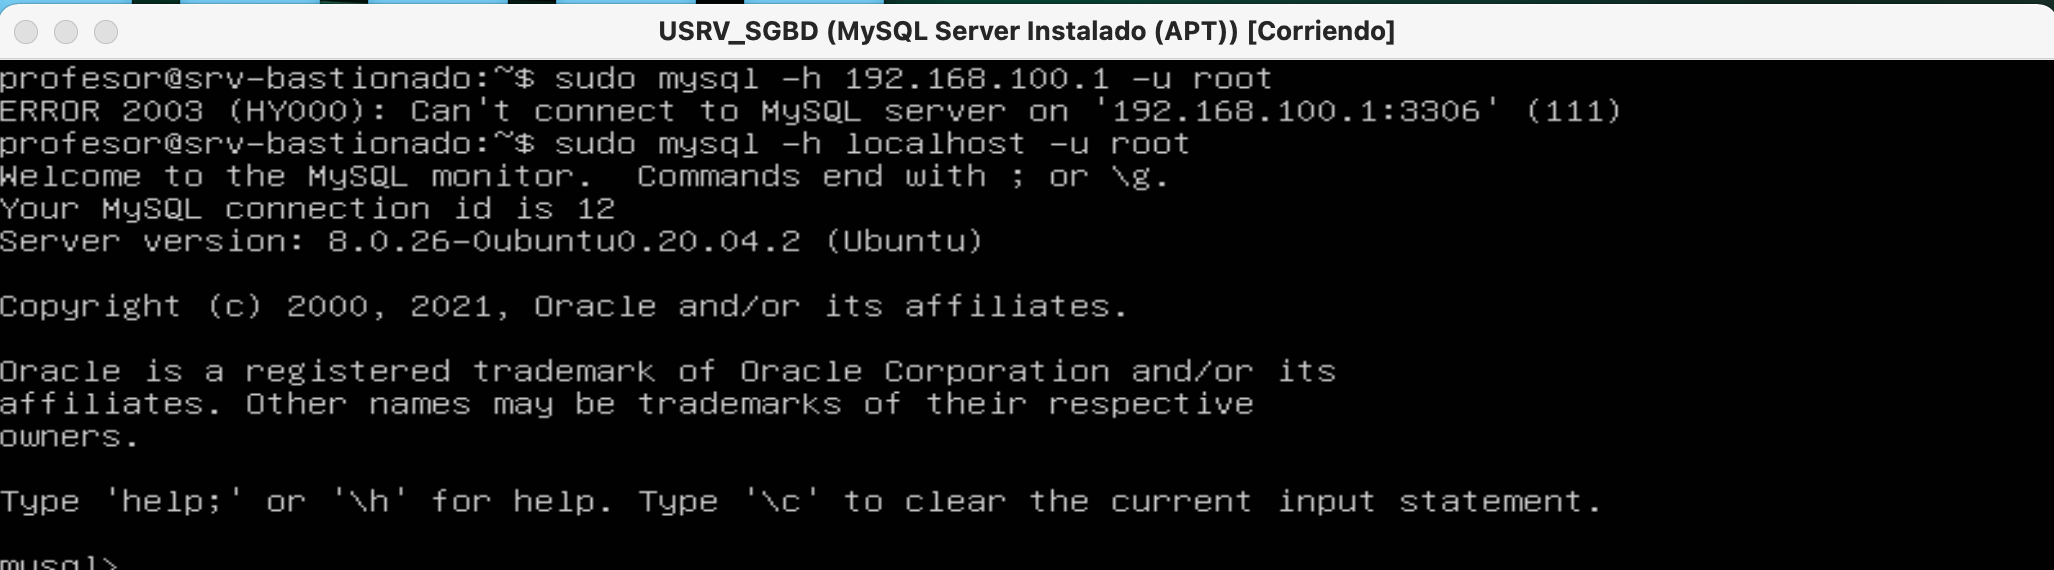 USRV_SGBD (MySQL Server Instalado (APT)) [Corriendo]
profesor@srv-bastionado:~$ sudo mysql -h 192.168.100.1 -u root
ERROR 2003 (HY000): Can't connect to MySQL server on '192.168.100.1:3306' (111)
profesor@srv-bastionado:~$ sudo mysql -h localhost -u root
Welcome to the MySQL monitor.  Commands end with ; or \g.
Your MySQL connection id is 12
Server version: 8.0.26-0ubuntu0.20.04.2 (Ubuntu)
Copyright (c) 2000, 2021, Oracle and/or its affiliates.
Oracle is a registered trademark of Oracle Corporation and/or its
affiliates. Other names may be trademarks of their respective
owners.
Type 'help;' or '\h' for help. Type '\c' to clear the current input statement.
mysql>